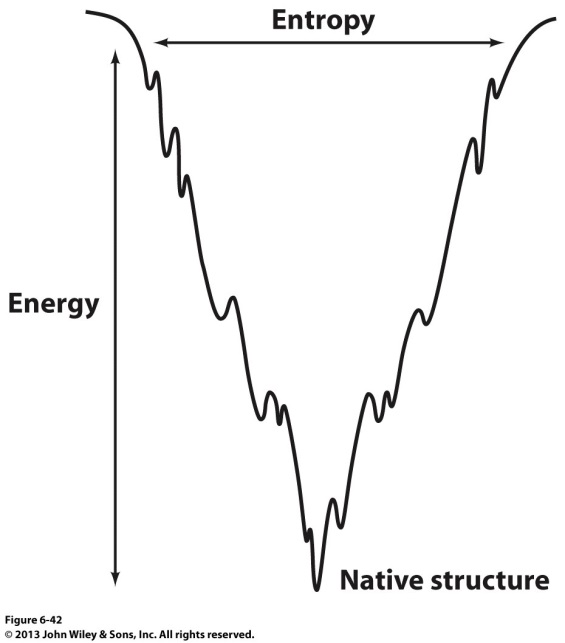 Entropy
Energy
Native structure
Figure 6-42
© 2013 John Wiley & Sons, Inc. All rights reserved.